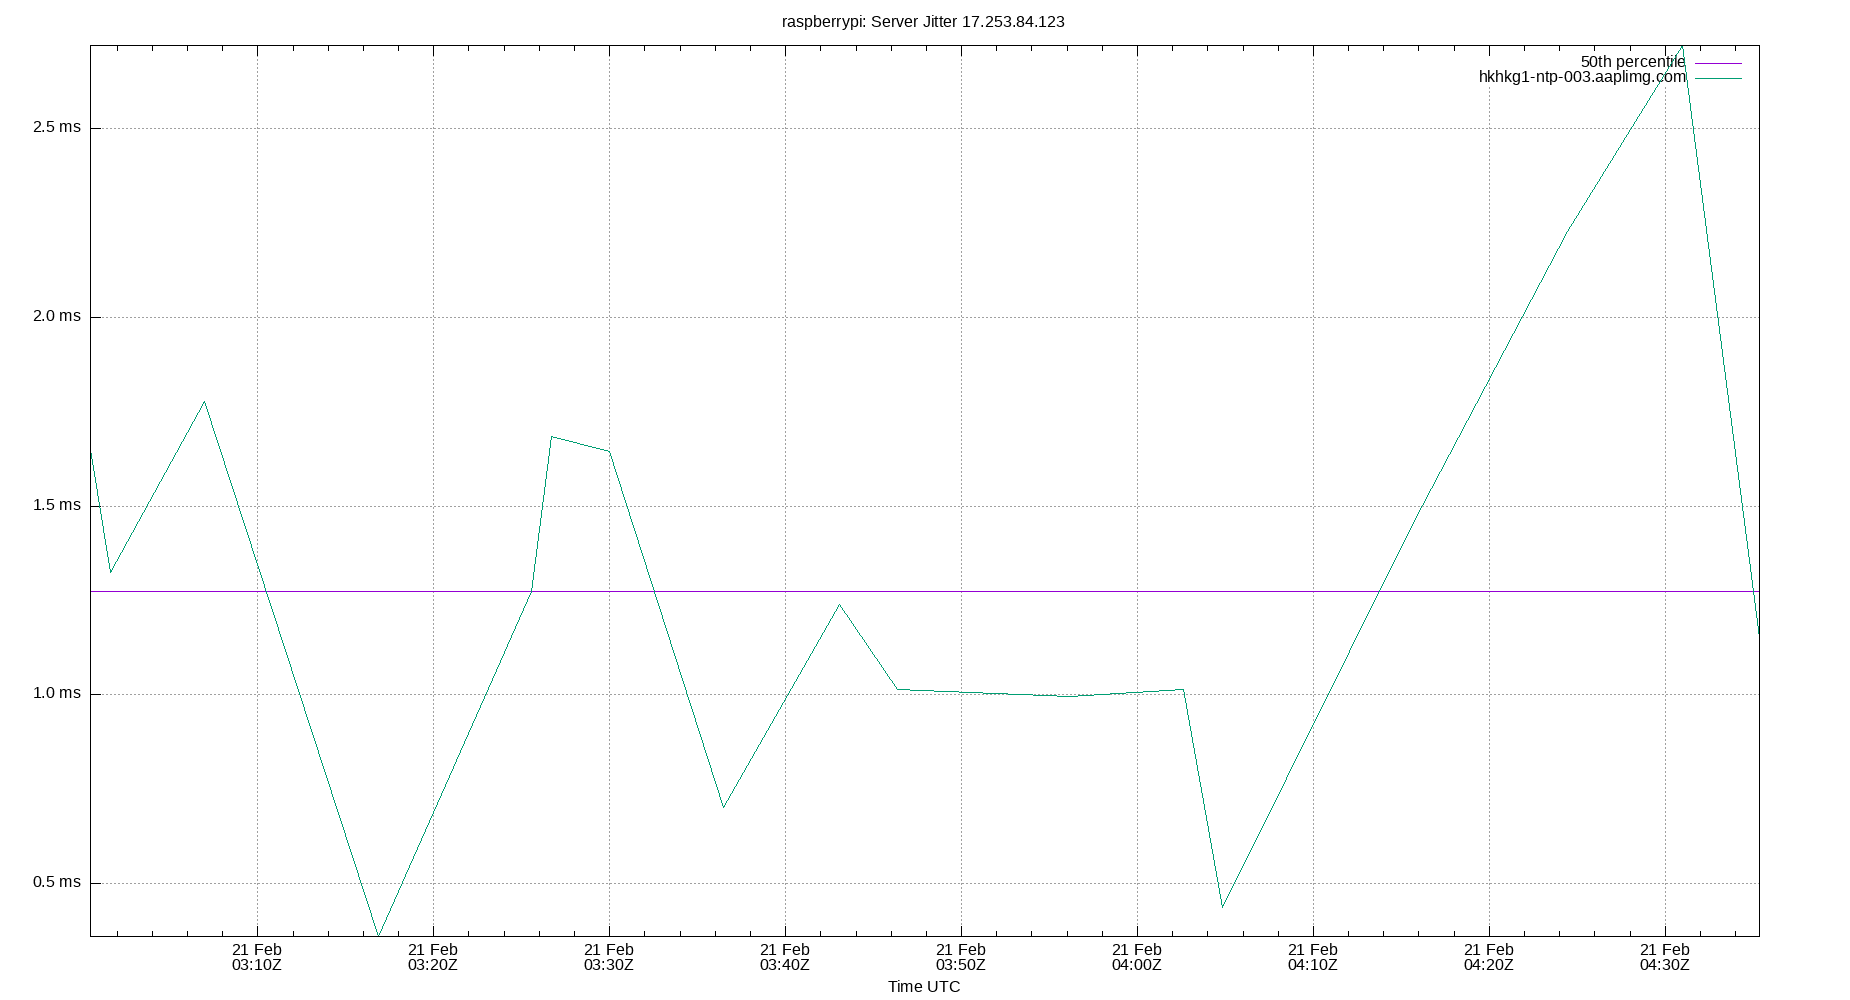 raspberrypi: Server Jitter 17.253.84.123
50th percentile
hkhkg1-ntp-003.aaplimg.com
2.5 ms
2.0 ms
1.5 ms
1.0 ms
0.5 ms
21 Feb 21 Feb 21 Feb 21 Feb 21 Feb 21 Feb 21 Feb 21 Feb 21 Feb
03:10Z 03:20Z 03:30Z 03:40Z 03:50Z 04:00Z 04:10Z 04:20Z 04:30Z
Time UTC